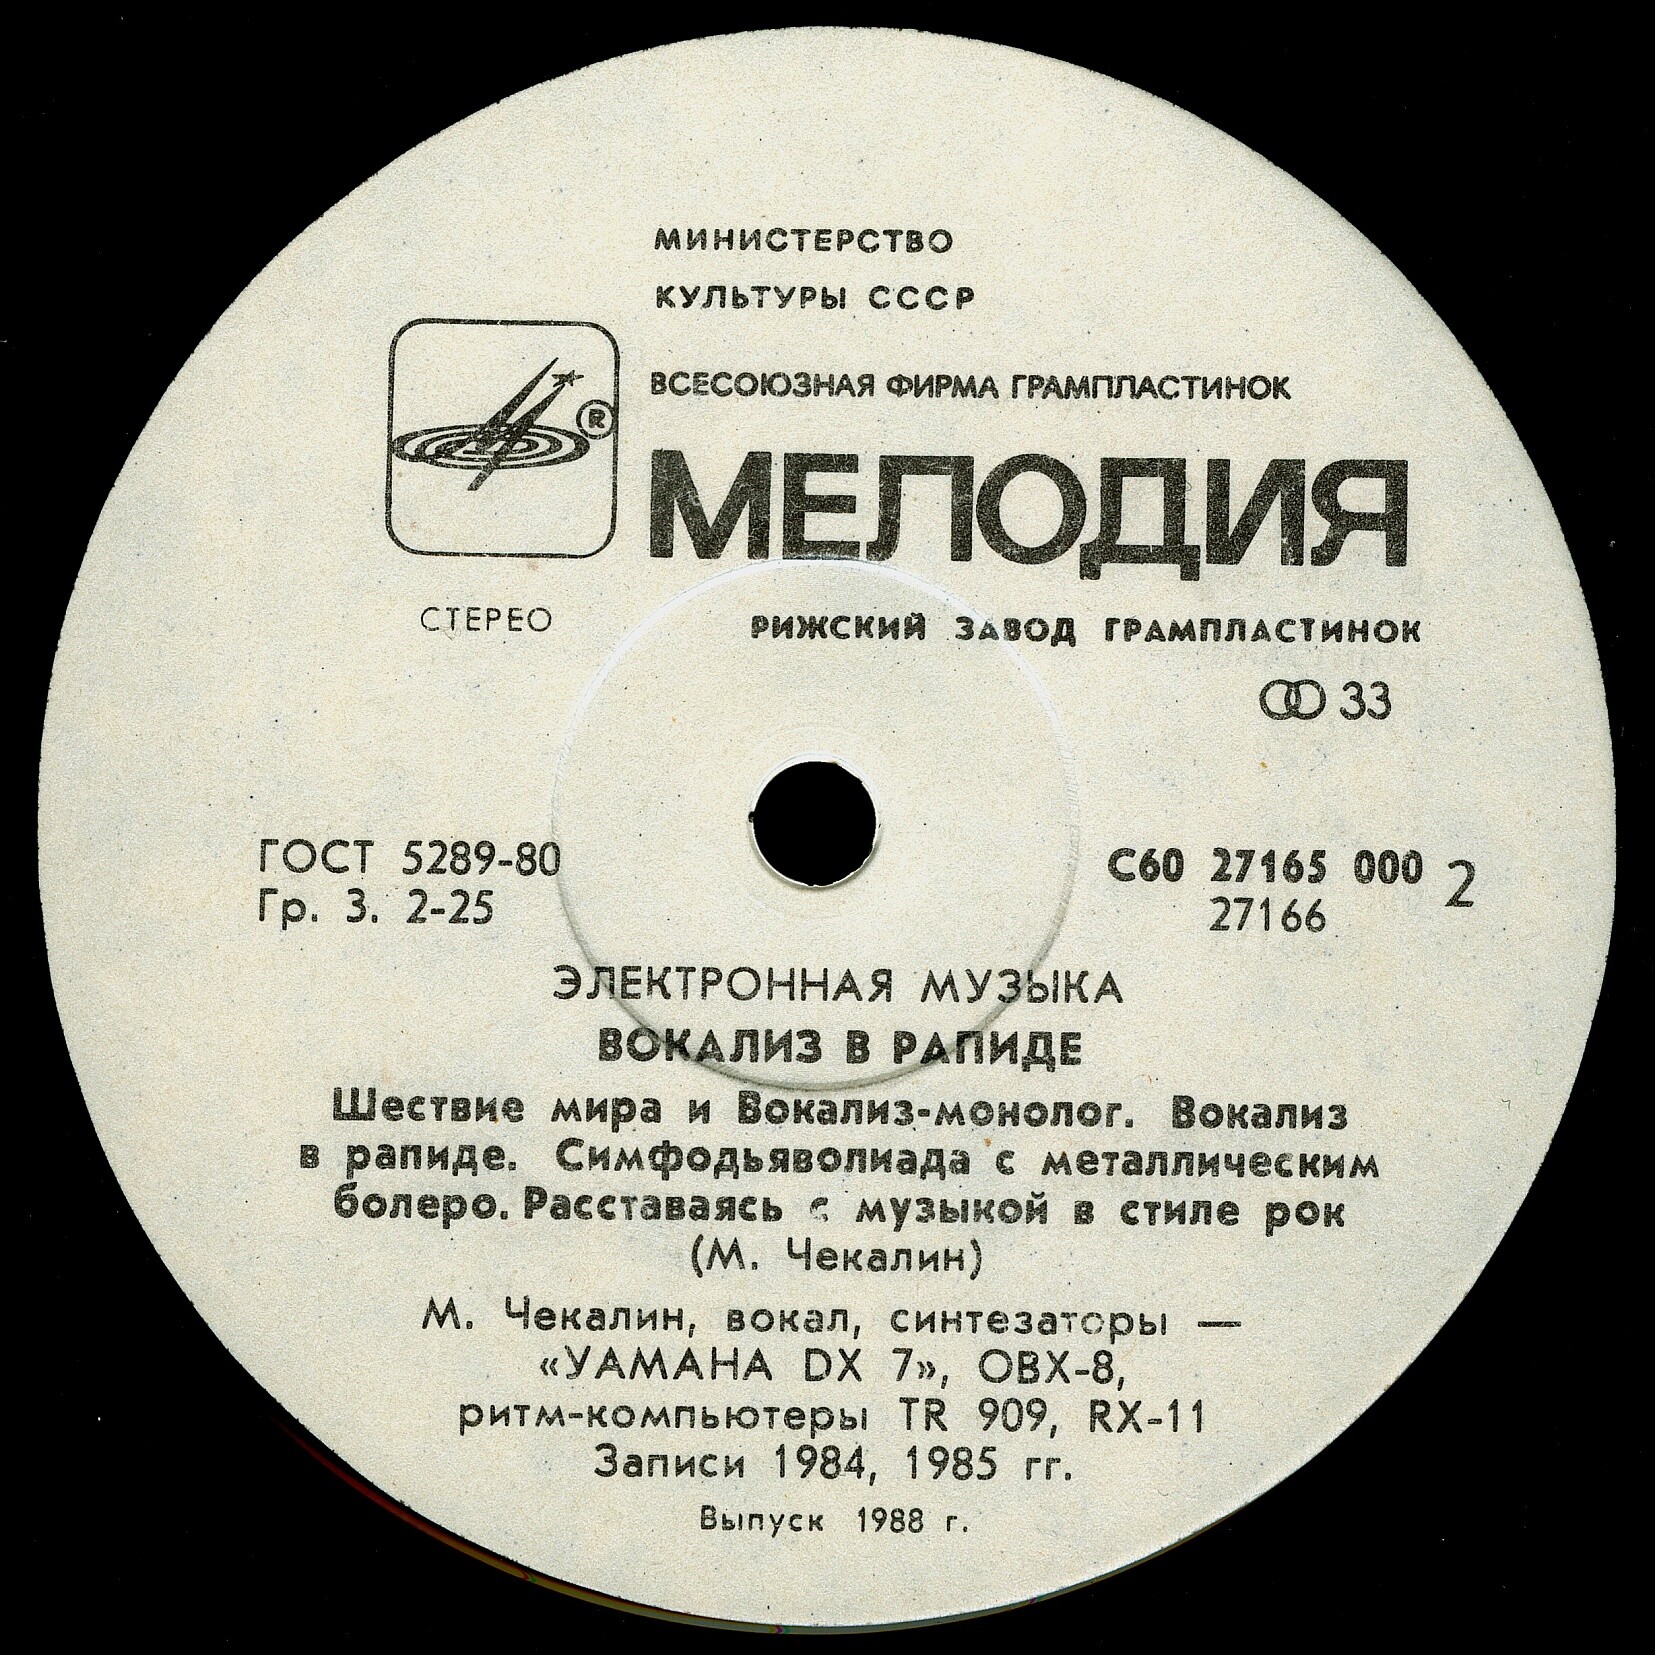 МИНИСТЕРСТВО
КУЛЬТУРЫ СССР
ВСЕСОЮЗНАЯ ФИРМА ГРАМПЛАСТИНОК
®
МЕЛОДИЯ
СТЕРЕО
РИЖСКИЙ ЗАВОД ГРАМПЛАСТИНОК
33
ГОСТ 5289-80
Гр. 3. 2-25
С60 27165 000 2
27166
ЭЛЕКТРОННАЯ МУЗЫКА
ВОКАЛИЗ В РАПИДЕ
Шествие мира и Вокализ-монолог. Вокализ
в рапиде. Симфодьяволиада с металлическим
болеро. Расставаясь с музыкой в стиле рок
(М. Чекалин)
М. Чекалин, вокал, синтезаторы —
«YAMAHA DX 7», OBX-8,
ритм-компьютеры TR 909, RX-11
Записи 1984, 1985 гг.
Выпуск 1988 г.